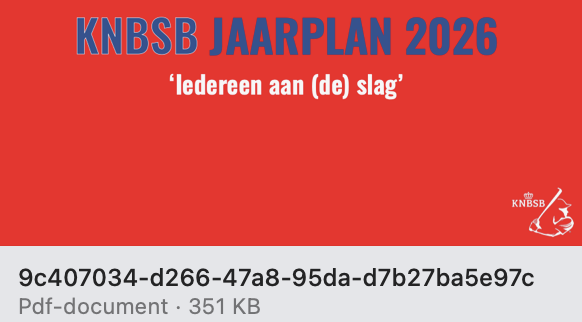 KNBSB JAARPLAN 2026
‘Iedereen aan (de) slag’
KNBSB
9c407034-d266-47a8-95da-d7b27ba5e97c
Pdf-document · 351 KB